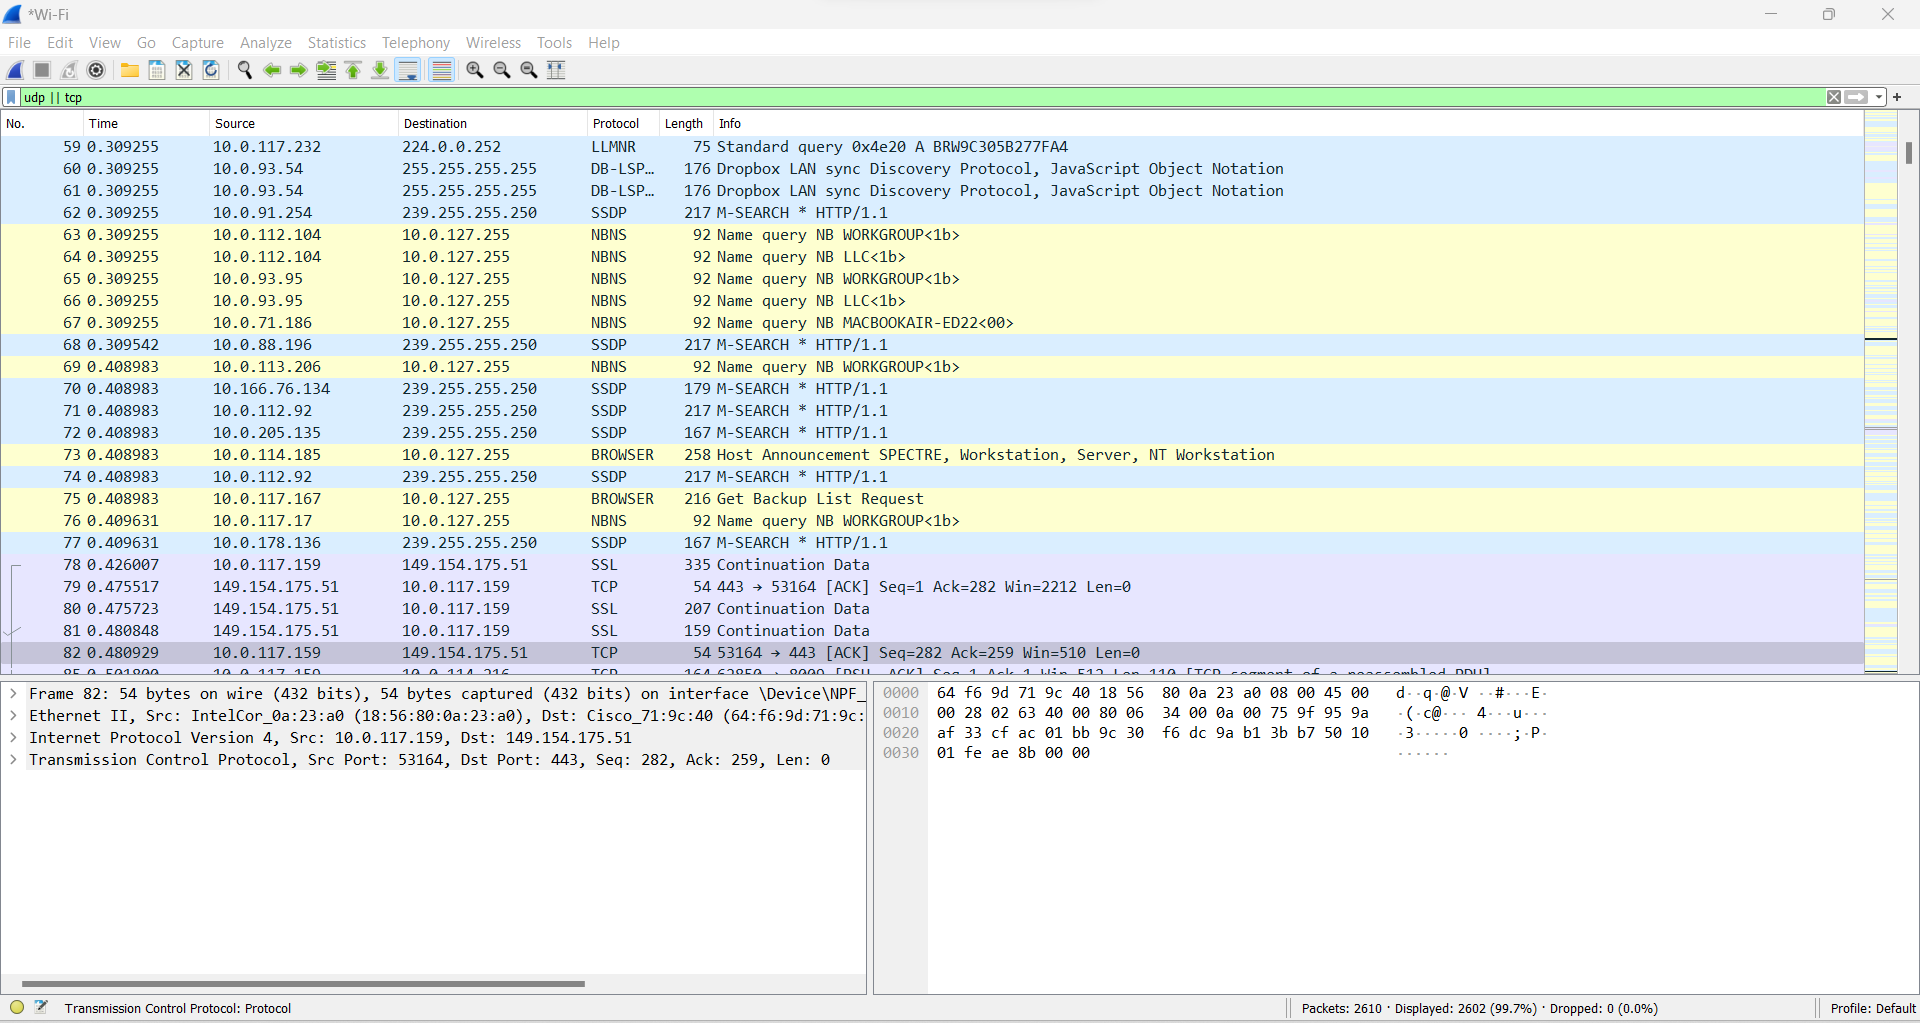 *Wi-Fi
File Edit View Go Capture Analyze Statistics Telephony Wireless Tools Help
udp || tcp
No. Time Source Destination Protocol Length Info
59 0.309255 10.0.117.232 224.0.0.252 LLMNR 75 Standard query 0x4e20 A BRW9C305B277FA4
60 0.309255 10.0.93.54 255.255.255.255 DB-LSP… 176 Dropbox LAN sync Discovery Protocol, JavaScript Object Notation
61 0.309255 10.0.93.54 255.255.255.255 DB-LSP… 176 Dropbox LAN sync Discovery Protocol, JavaScript Object Notation
62 0.309255 10.0.91.254 239.255.255.250 SSDP 217 M-SEARCH * HTTP/1.1
63 0.309255 10.0.112.104 10.0.127.255 NBNS 92 Name query NB WORKGROUP<1b>
64 0.309255 10.0.112.104 10.0.127.255 NBNS 92 Name query NB LLC<1b>
65 0.309255 10.0.93.95 10.0.127.255 NBNS 92 Name query NB WORKGROUP<1b>
66 0.309255 10.0.93.95 10.0.127.255 NBNS 92 Name query NB LLC<1b>
67 0.309255 10.0.71.186 10.0.127.255 NBNS 92 Name query NB MACBOOKAIR-ED22<00>
68 0.309542 10.0.88.196 239.255.255.250 SSDP 217 M-SEARCH * HTTP/1.1
69 0.408983 10.0.113.206 10.0.127.255 NBNS 92 Name query NB WORKGROUP<1b>
70 0.408983 10.166.76.134 239.255.255.250 SSDP 179 M-SEARCH * HTTP/1.1
71 0.408983 10.0.112.92 239.255.255.250 SSDP 217 M-SEARCH * HTTP/1.1
72 0.408983 10.0.205.135 239.255.255.250 SSDP 167 M-SEARCH * HTTP/1.1
73 0.408983 10.0.114.185 10.0.127.255 BROWSER 258 Host Announcement SPECTRE, Workstation, Server, NT Workstation
74 0.408983 10.0.112.92 239.255.255.250 SSDP 217 M-SEARCH * HTTP/1.1
75 0.408983 10.0.117.167 10.0.127.255 BROWSER 216 Get Backup List Request
76 0.409631 10.0.117.17 10.0.127.255 NBNS 92 Name query NB WORKGROUP<1b>
77 0.409631 10.0.178.136 239.255.255.250 SSDP 167 M-SEARCH * HTTP/1.1
78 0.426007 10.0.117.159 149.154.175.51 SSL 335 Continuation Data
79 0.475517 149.154.175.51 10.0.117.159 TCP 54 443 → 53164 [ACK] Seq=1 Ack=282 Win=2212 Len=0
80 0.475723 149.154.175.51 10.0.117.159 SSL 207 Continuation Data
81 0.480848 149.154.175.51 10.0.117.159 SSL 159 Continuation Data
82 0.480929 10.0.117.159 149.154.175.51 TCP 54 53164 → 443 [ACK] Seq=282 Ack=259 Win=510 Len=0
Frame 82: 54 bytes on wire (432 bits), 54 bytes captured (432 bits) on interface \Device\NPF_
Ethernet II, Src: IntelCor_0a:23:a0 (18:56:80:0a:23:a0), Dst: Cisco_71:9c:40 (64:f6:9d:71:9c:
Internet Protocol Version 4, Src: 10.0.117.159, Dst: 149.154.175.51
Transmission Control Protocol, Src Port: 53164, Dst Port: 443, Seq: 282, Ack: 259, Len: 0
0000 64 f6 9d 71 9c 40 18 56 80 0a 23 a0 08 00 45 00 d··q·@·V ··#···E·
0010 00 28 02 63 40 00 80 06 34 00 0a 00 75 9f 95 9a ·(·c@··· 4···u···
0020 af 33 cf ac 01 bb 9c 30 f6 dc 9a b1 3b b7 50 10 ·3·····0 ····;·P·
0030 01 fe ae 8b 00 00 ······
Transmission Control Protocol: Protocol
Packets: 2610 · Displayed: 2602 (99.7%) · Dropped: 0 (0.0%)
Profile: Default